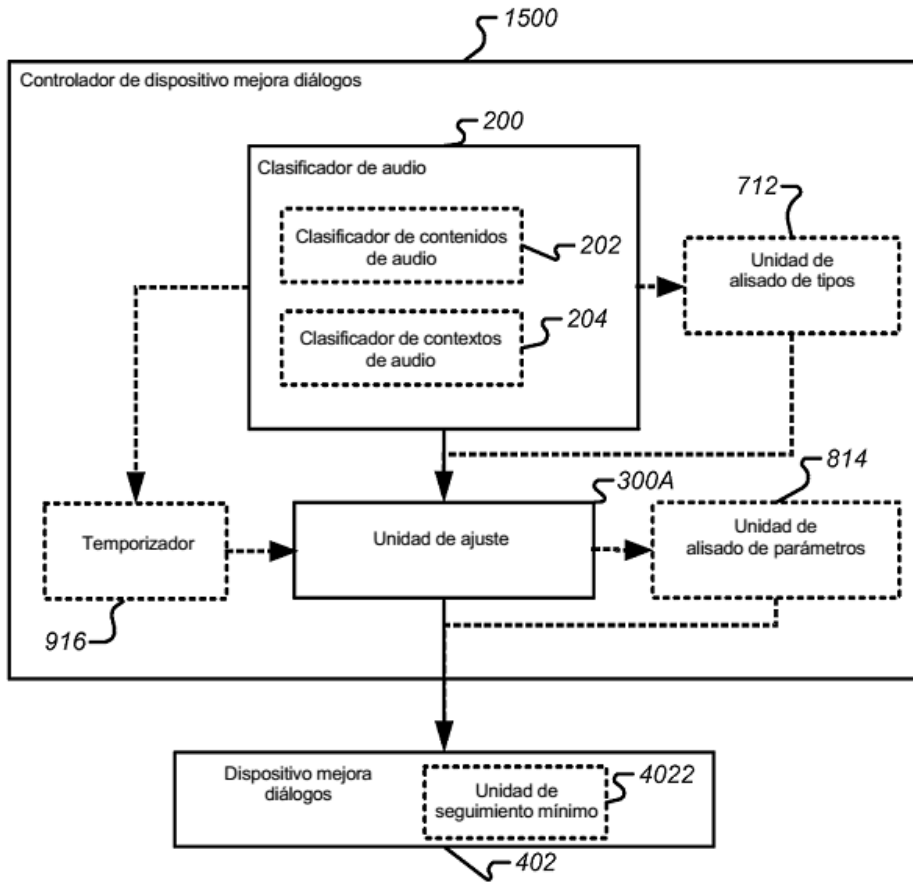 1500
Controlador de dispositivo mejora diálogos
200
Clasificador de audio
Clasificador de contenidos
de audio
202
712
Unidad de
alisado de tipos
Clasificador de contextos
de audio
204
Temporizador
916
300A
Unidad de ajuste
814
Unidad de
alisado de parámetros
Dispositivo mejora
diálogos
Unidad de
seguimiento mínimo
4022
402